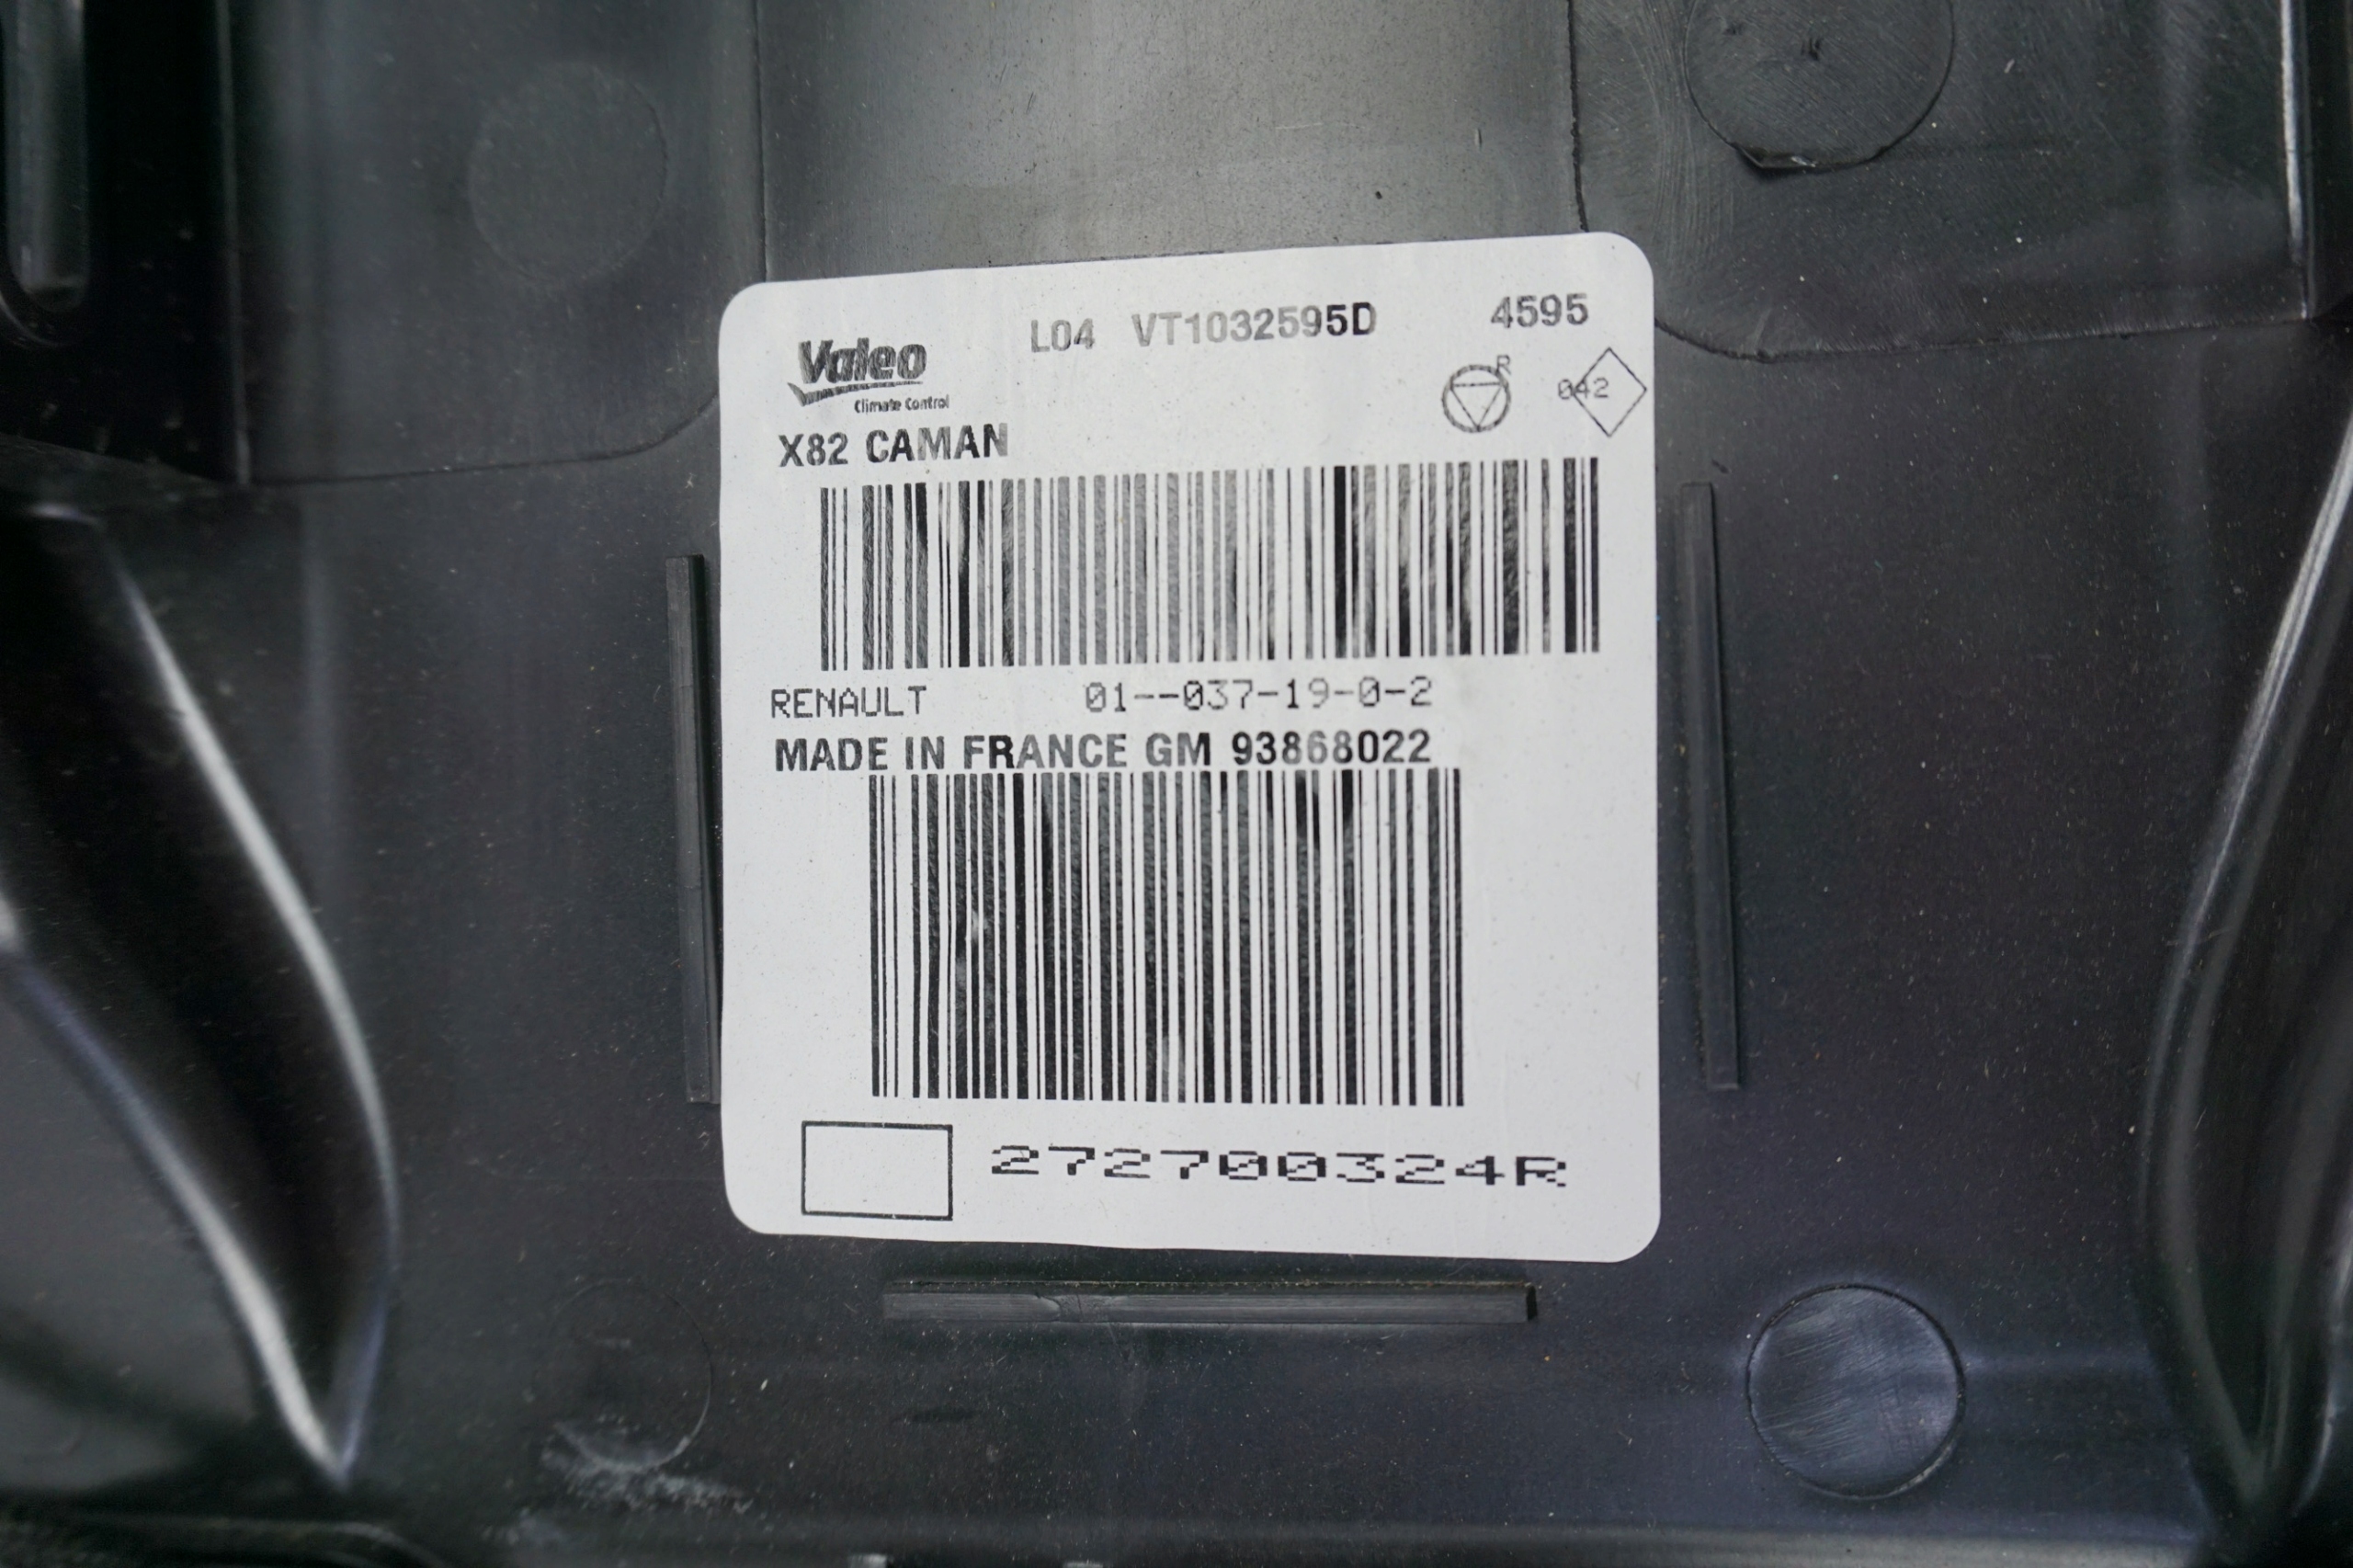 L04 VT1032595D 4595
Valeo
Climate Control
R
042
X82 CAMAN
RENAULT 01--037-19-0-2
MADE IN FRANCE GM 93868022
272700324R